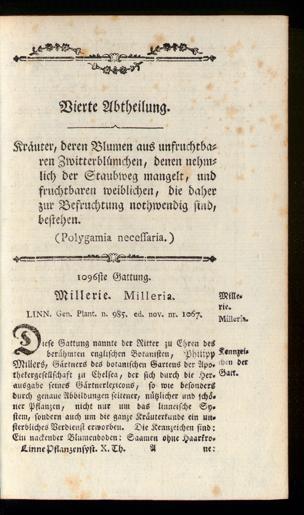 Vierte Abtheilung.
Kräuter, deren Blumen aus unfruchtba-
ren Zwitterblümchen, denen nehm-
lich der Staubweg mangelt, und
fruchtbaren weiblichen, die daher
zur Befruchtung nothwendig sind,
bestehen.
(Polygamia necessaria.)
1096ste Gattung.
Millerie. Milleria.
Mille-
rie.
Milleria.
LINN. Gen. Plant. n. 985. ed. nov. nr. 1067.
Diese Gattung nannte der Ritter zu Ehren des
berühmten englischen Botanisten, Philipp
Kennzei-
chen der
Gatt.
Millers, Gärtners des botanischen Gartens der Apo-
thekergesellschaft zu Chelsea, der sich durch die Her-
ausgabe seines Gärtnerlexicons, so wie besonders
durch genaue Abbildungen seltener, nützlicher und schö-
ner Pflanzen, nicht nur um das linneische Sy-
stem, sondern auch um die ganze Kräuterkunde ein un-
sterbliches Verdienst erworben. Die Kennzeichen sind:
Ein nackender Blumenboden: Saamen ohne Haarkro-
Linne Pflanzensyst. X. Th. A ne: